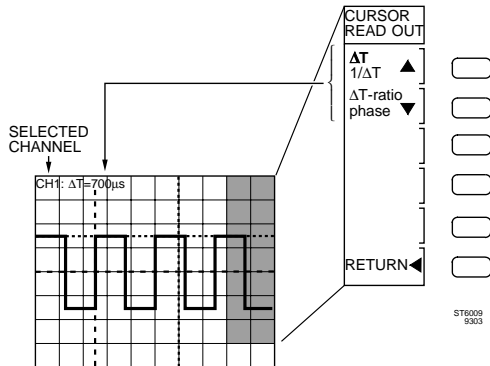 CURSOR
READ OUT
ΔT
1/ΔT
ΔT-ratio
phase
SELECTED
CHANNEL
CH1: ΔT=700µs
RETURN
ST6009
9303